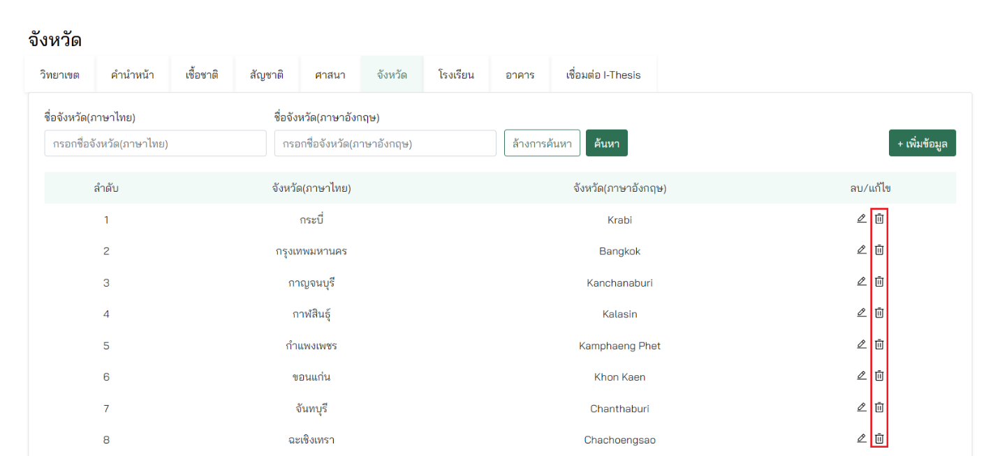 จังหวัด
วิทยาเขต คำนำหน้า เชื้อชาติ สัญชาติ ศาสนา จังหวัด โรงเรียน อาคาร เชื่อมต่อ I-Thesis
ชื่อจังหวัด(ภาษาไทย) ชื่อจังหวัด(ภาษาอังกฤษ)
กรอกชื่อจังหวัด(ภาษาไทย) กรอกชื่อจังหวัด(ภาษาอังกฤษ) ล้างการค้นหา ค้นหา + เพิ่มข้อมูล
ลำดับ จังหวัด(ภาษาไทย) จังหวัด(ภาษาอังกฤษ) ลบ/แก้ไข
1 กระบี่ Krabi
2 กรุงเทพมหานคร Bangkok
3 กาญจนบุรี Kanchanaburi
4 กาฬสินธุ์ Kalasin
5 กำแพงเพชร Kamphaeng Phet
6 ขอนแก่น Khon Kaen
7 จันทบุรี Chanthaburi
8 ฉะเชิงเทรา Chachoengsao